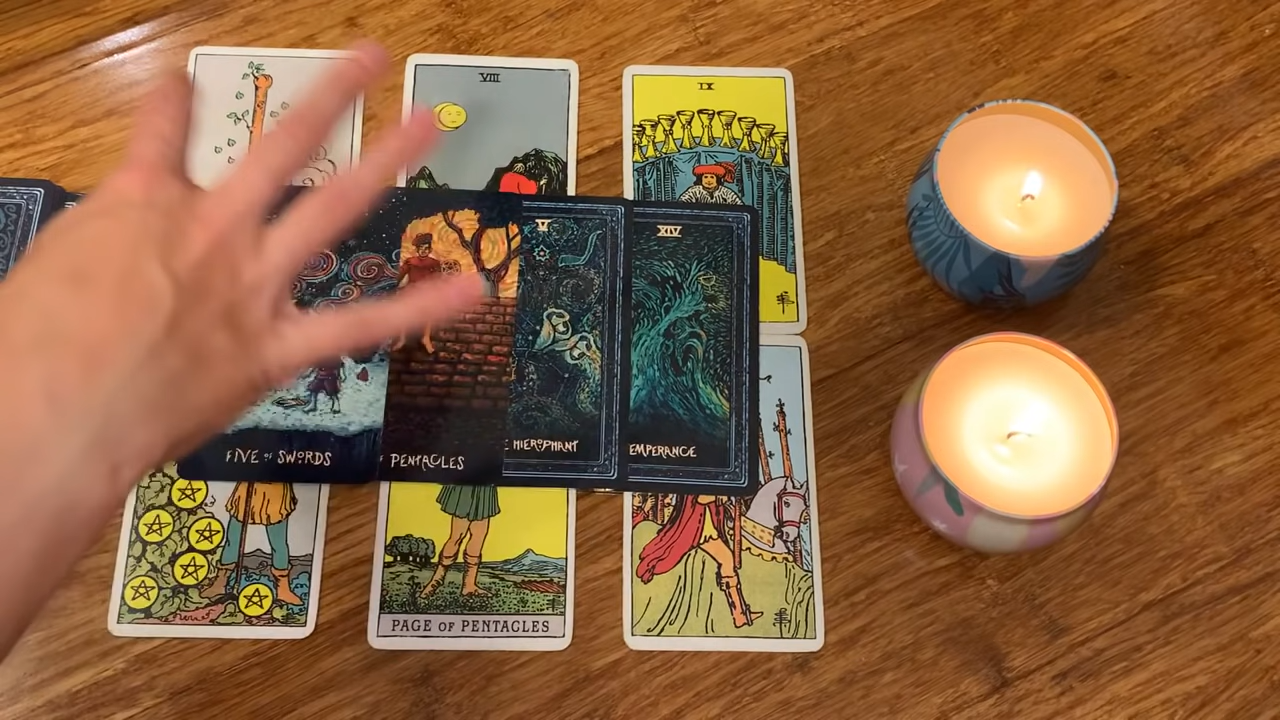 VIII
IX
V
XIV
E HIEROPHANT
EMPERANCE
FIVE OF SWORDS
F PENTACLES
PAGE OF PENTACLES